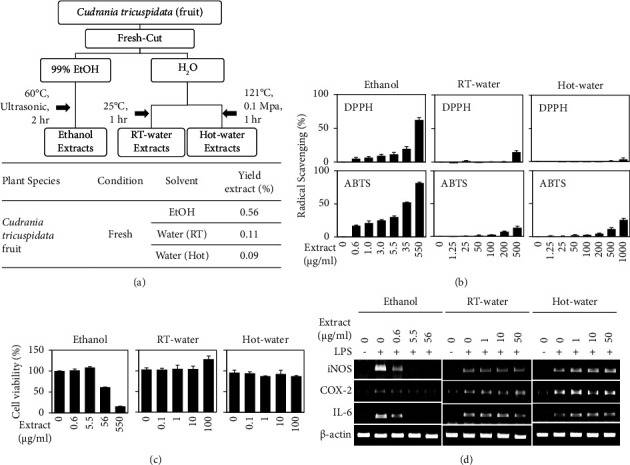 Cudrania tricuspidata (fruit)
Fresh-Cut
99% EtOH
H2O
60°C,
Ultrasonic,
2 hr
25°C,
1 hr
121°C,
0.1 Mpa,
1 hr
Ethanol
Extracts
RT-water
Extracts
Hot-water
Extracts
Plant Species Condition Solvent Yield
extract (%)
Cudrania
tricuspidata
fruit
Fresh
EtOH 0.56
Water (RT) 0.11
Water (Hot) 0.09
(a)
Ethanol RT-water Hot-water
Radical Scavenging (%)
100
50
0
DPPH DPPH DPPH
100
50
0
ABTS ABTS ABTS
Extract
(μg/ml)
0 0.6 1.0 3.0 5.5 35 550
0 1.25 25 50 100 200 500
0 1.25 25 50 100 200 500 1000
(b)
Ethanol RT-water Hot-water
Cell viability (%)
150
100
50
0
Extract
(μg/ml)
0 0.6 5.5 56 550
0 0.1 1 10 100
0 0.1 1 10 100
(c)
Ethanol RT-water Hot-water
Extract
(μg/ml)
0 0 0.6 5.5 56
0 0 1 10 50
0 0 1 10 50
LPS
- + + + +
- + + + +
- + + + +
iNOS
COX-2
IL-6
β-actin
(d)